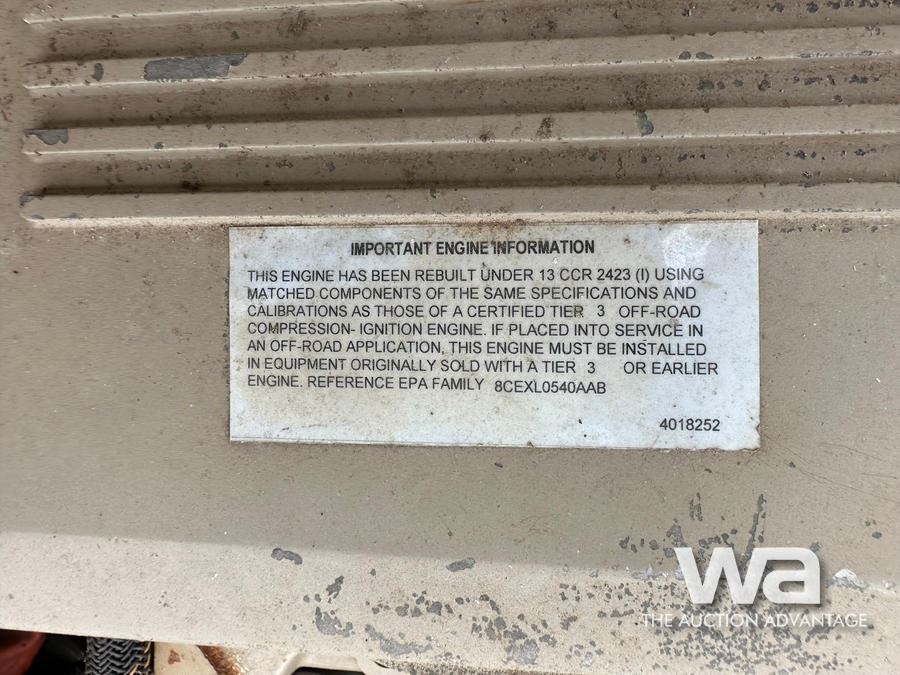 IMPORTANT ENGINE INFORMATION
THIS ENGINE HAS BEEN REBUILT UNDER 13 CCR 2423 (l) USING
MATCHED COMPONENTS OF THE SAME SPECIFICATIONS AND
CALIBRATIONS AS THOSE OF A CERTIFIED TIER 3 OFF-ROAD
COMPRESSION- IGNITION ENGINE. IF PLACED INTO SERVICE IN
AN OFF-ROAD APPLICATION, THIS ENGINE MUST BE INSTALLED
IN EQUIPMENT ORIGINALLY SOLD WITH A TIER 3 OR EARLIER
ENGINE. REFERENCE EPA FAMILY 8CEXL0540AAB
4018252
wa
THE AUCTION ADVANTAGE